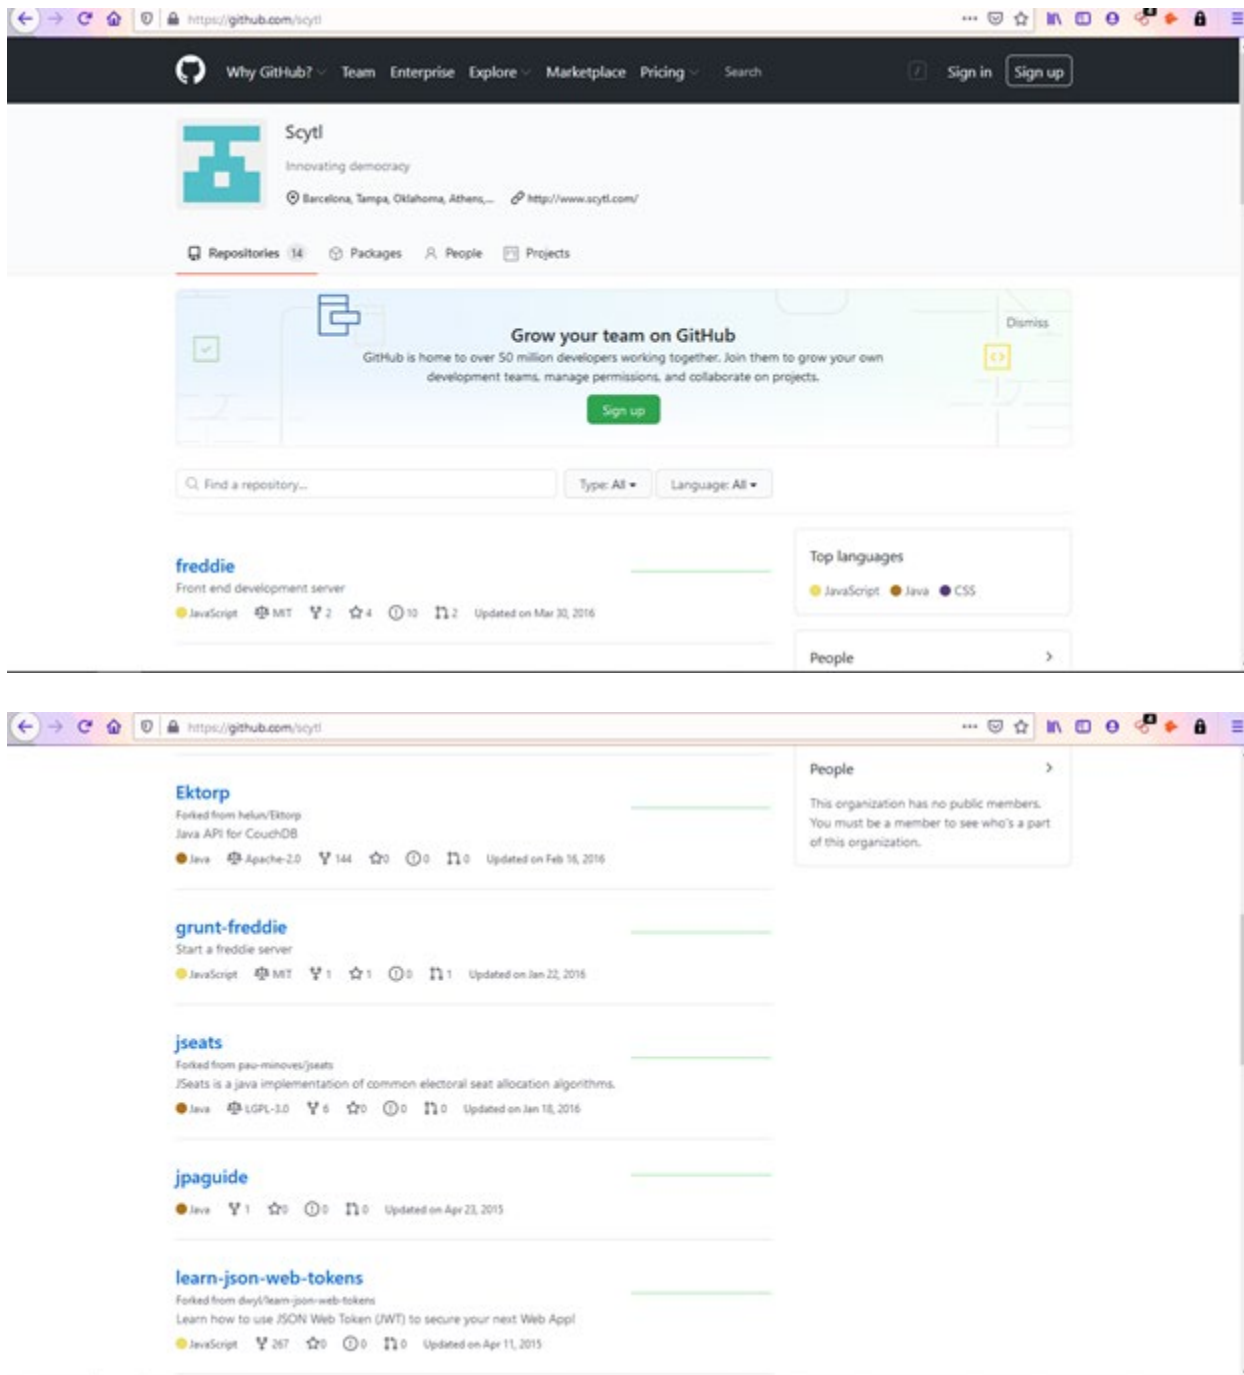 https://github.com/scytl
Why GitHub? Team Enterprise Explore Marketplace Pricing Search / Sign in Sign up
Scytl
Innovating democracy
Barcelona, Tampa, Oklahoma, Athens,... http://www.scytl.com/
Repositories 14 Packages People Projects
Dismiss
Grow your team on GitHub
GitHub is home to over 50 million developers working together. Join them to grow your own
development teams, manage permissions, and collaborate on projects.
Sign up
Find a repository... Type: All Language: All
freddie
Front end development server
JavaScript MIT 2 4 10 2 Updated on Mar 30, 2016
Top languages
JavaScript Java CSS
People
https://github.com/scytl
Ektorp
Forked from helun/Ektorp
Java API for CouchDB
Java Apache-2.0 144 0 0 0 Updated on Feb 16, 2016
People
This organization has no public members.
You must be a member to see who's a part
of this organization.
grunt-freddie
Start a freddie server
JavaScript MIT 1 1 0 1 Updated on Jan 22, 2016
jseats
Forked from pau-minoves/jseats
JSeats is a java implementation of common electoral seat allocation algorithms.
Java LGPL-3.0 6 0 0 0 Updated on Jan 18, 2016
jpaguide
Java 1 0 0 0 Updated on Apr 23, 2015
learn-json-web-tokens
Forked from dwyl/learn-json-web-tokens
Learn how to use JSON Web Token (JWT) to secure your next Web App!
JavaScript 267 0 0 0 Updated on Apr 11, 2015